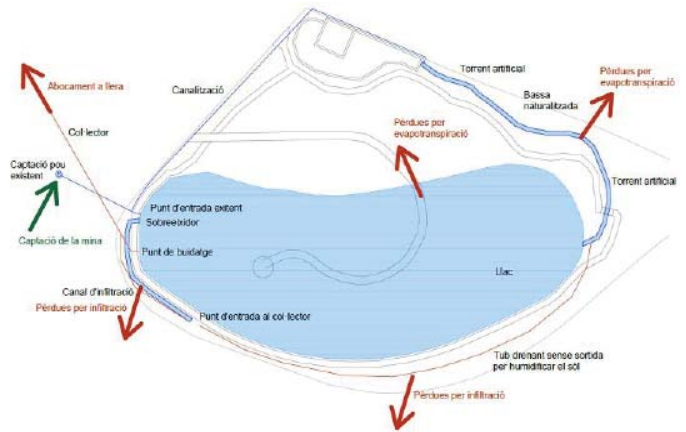 Torrent artificial
Pèrdues per
evapotranspiració
Abocament a llera
Canalització
Bassa
naturalitzada
Col·lector
Pèrdues per
evapotranspiració
Captació pou
existent
Torrent artificial
Punt d'entrada exitent
Sobreeixidor
Captació de la mina
Punt de buidatge
Llac
Canal d'infiltració
Pèrdues per infiltració
Punt d'entrada al col·lector
Tub drenant sense sortida
per humidificar el sòl
Pèrdues per infiltració